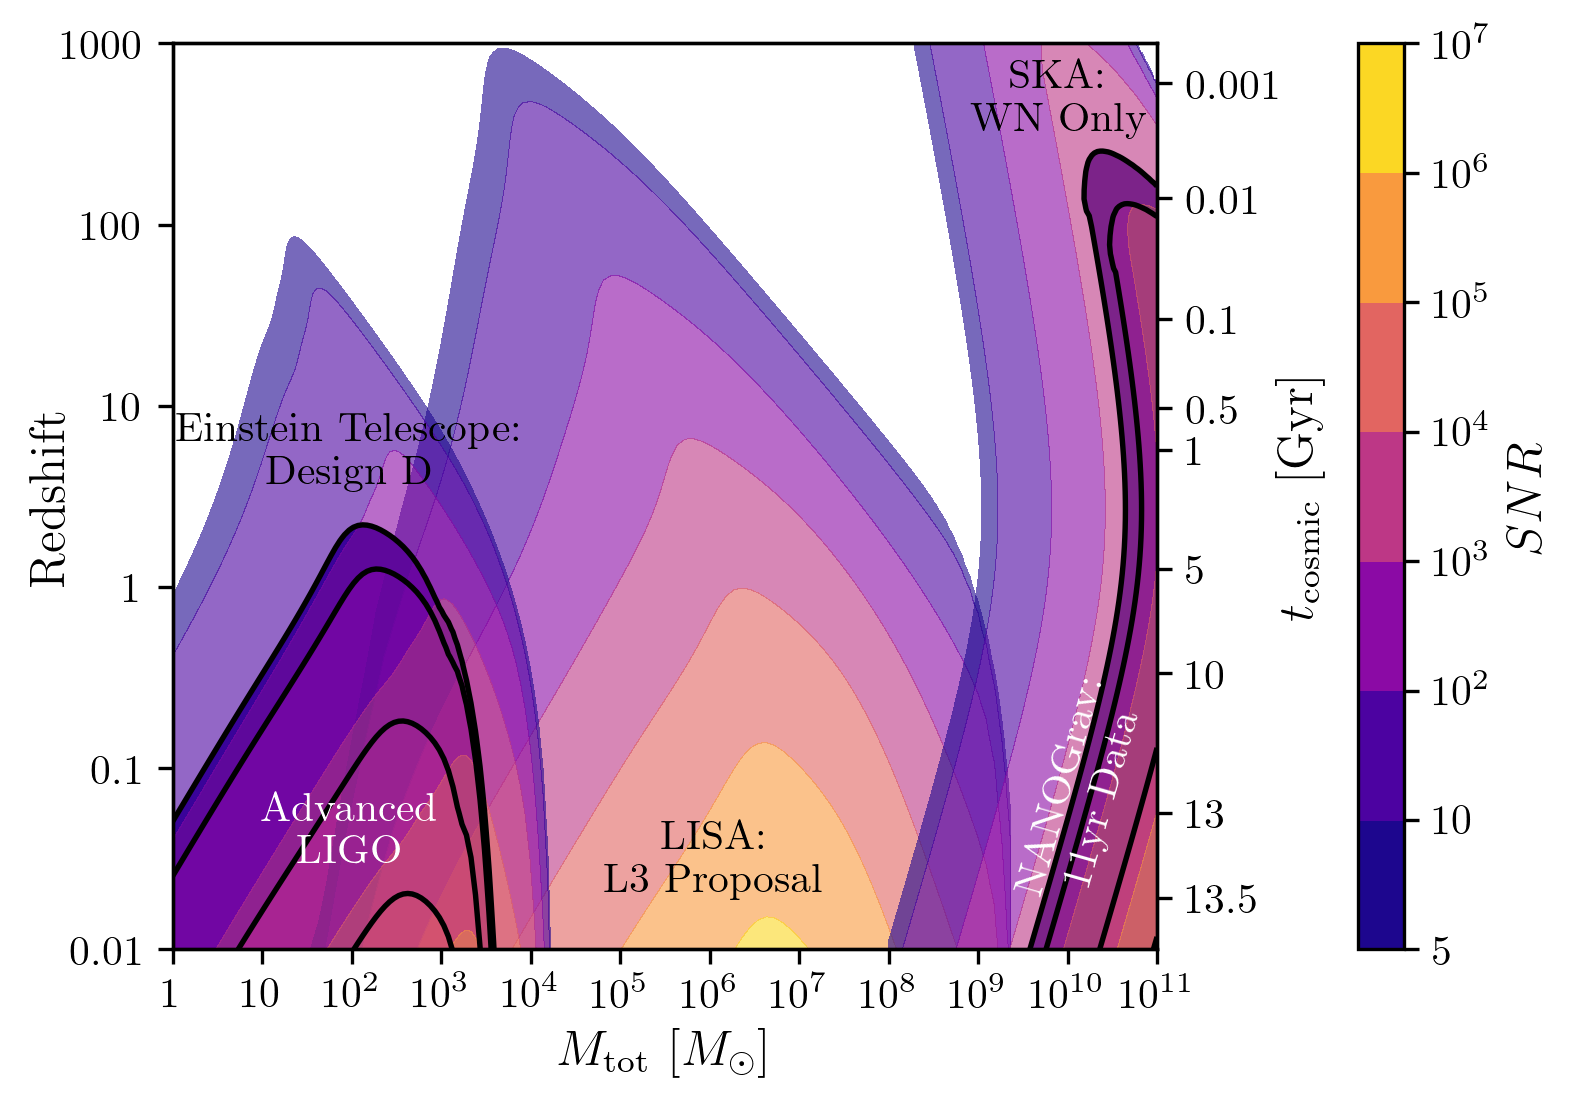 1000
100
10
1
0.1
0.01
Redshift
1
10
10²
10³
10⁴
10⁵
10⁶
10⁷
10⁸
10⁹
10¹⁰
10¹¹
M_tot [M_⊙]
Einstein Telescope:
Design D
Advanced
LIGO
LISA:
L3 Proposal
SKA:
WN Only
NANOGrav:
11yr Data
0.001
0.01
0.1
0.5
1
5
10
13
13.5
t_cosmic [Gyr]
10⁷
10⁶
10⁵
10⁴
10³
10²
10
5
SNR